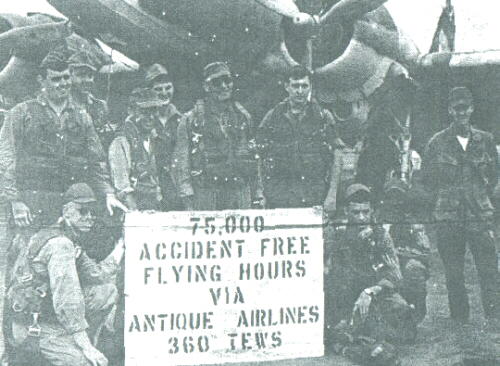 75,000
ACCIDENT FREE
FLYING HOURS
VIA
ANTIQUE AIRLINES
360 TEWS